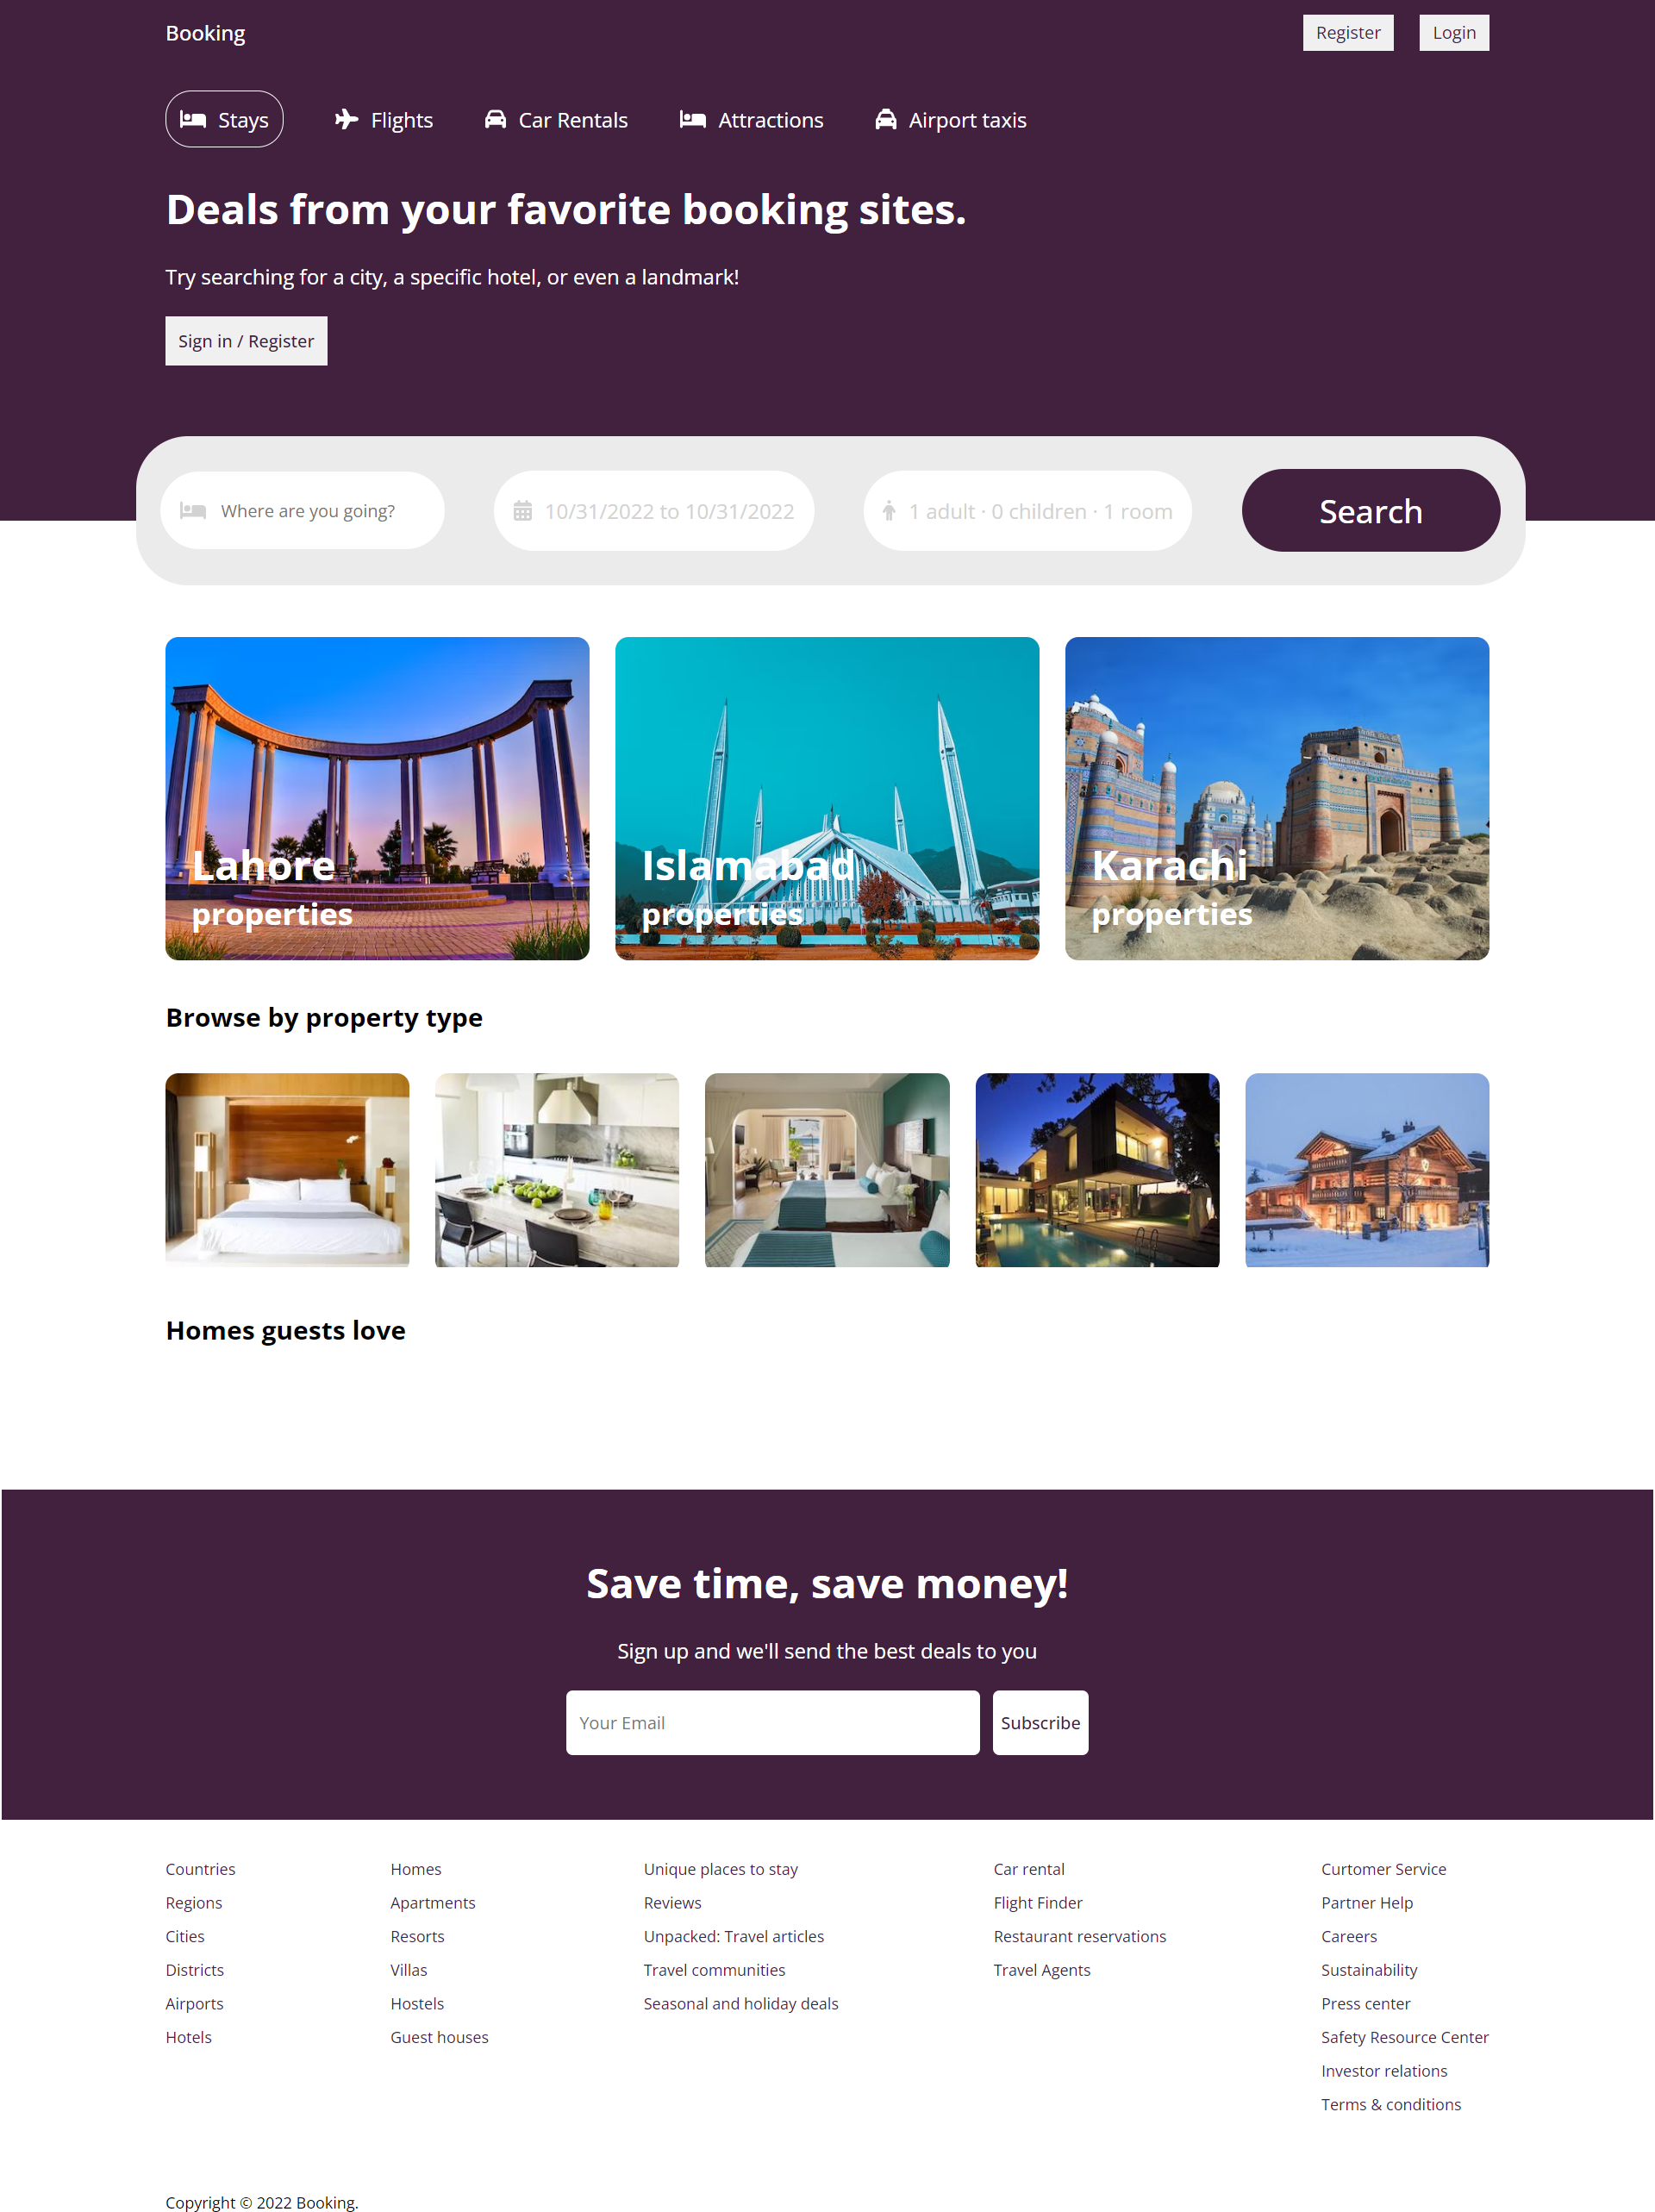 Booking
Register
Login
Stays
Flights
Car Rentals
Attractions
Airport taxis
Deals from your favorite booking sites.
Try searching for a city, a specific hotel, or even a landmark!
Sign in / Register
Where are you going?
10/31/2022 to 10/31/2022
1 adult · 0 children · 1 room
Search
Lahore
properties
Islamabad
properties
Karachi
properties
Browse by property type
Homes guests love
Save time, save money!
Sign up and we'll send the best deals to you
Your Email
Subscribe
Countries
Regions
Cities
Districts
Airports
Hotels
Homes
Apartments
Resorts
Villas
Hostels
Guest houses
Unique places to stay
Reviews
Unpacked: Travel articles
Travel communities
Seasonal and holiday deals
Car rental
Flight Finder
Restaurant reservations
Travel Agents
Curtomer Service
Partner Help
Careers
Sustainability
Press center
Safety Resource Center
Investor relations
Terms & conditions
Copyright © 2022 Booking.